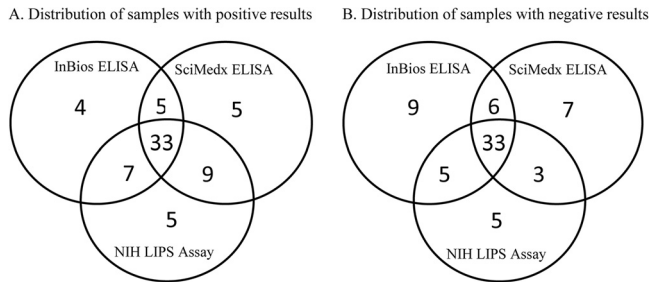 A. Distribution of samples with positive results
InBios ELISA
SciMedx ELISA
4
5
5
33
7
9
5
NIH LIPS Assay
B. Distribution of samples with negative results
InBios ELISA
SciMedx ELISA
9
6
7
33
5
3
5
NIH LIPS Assay